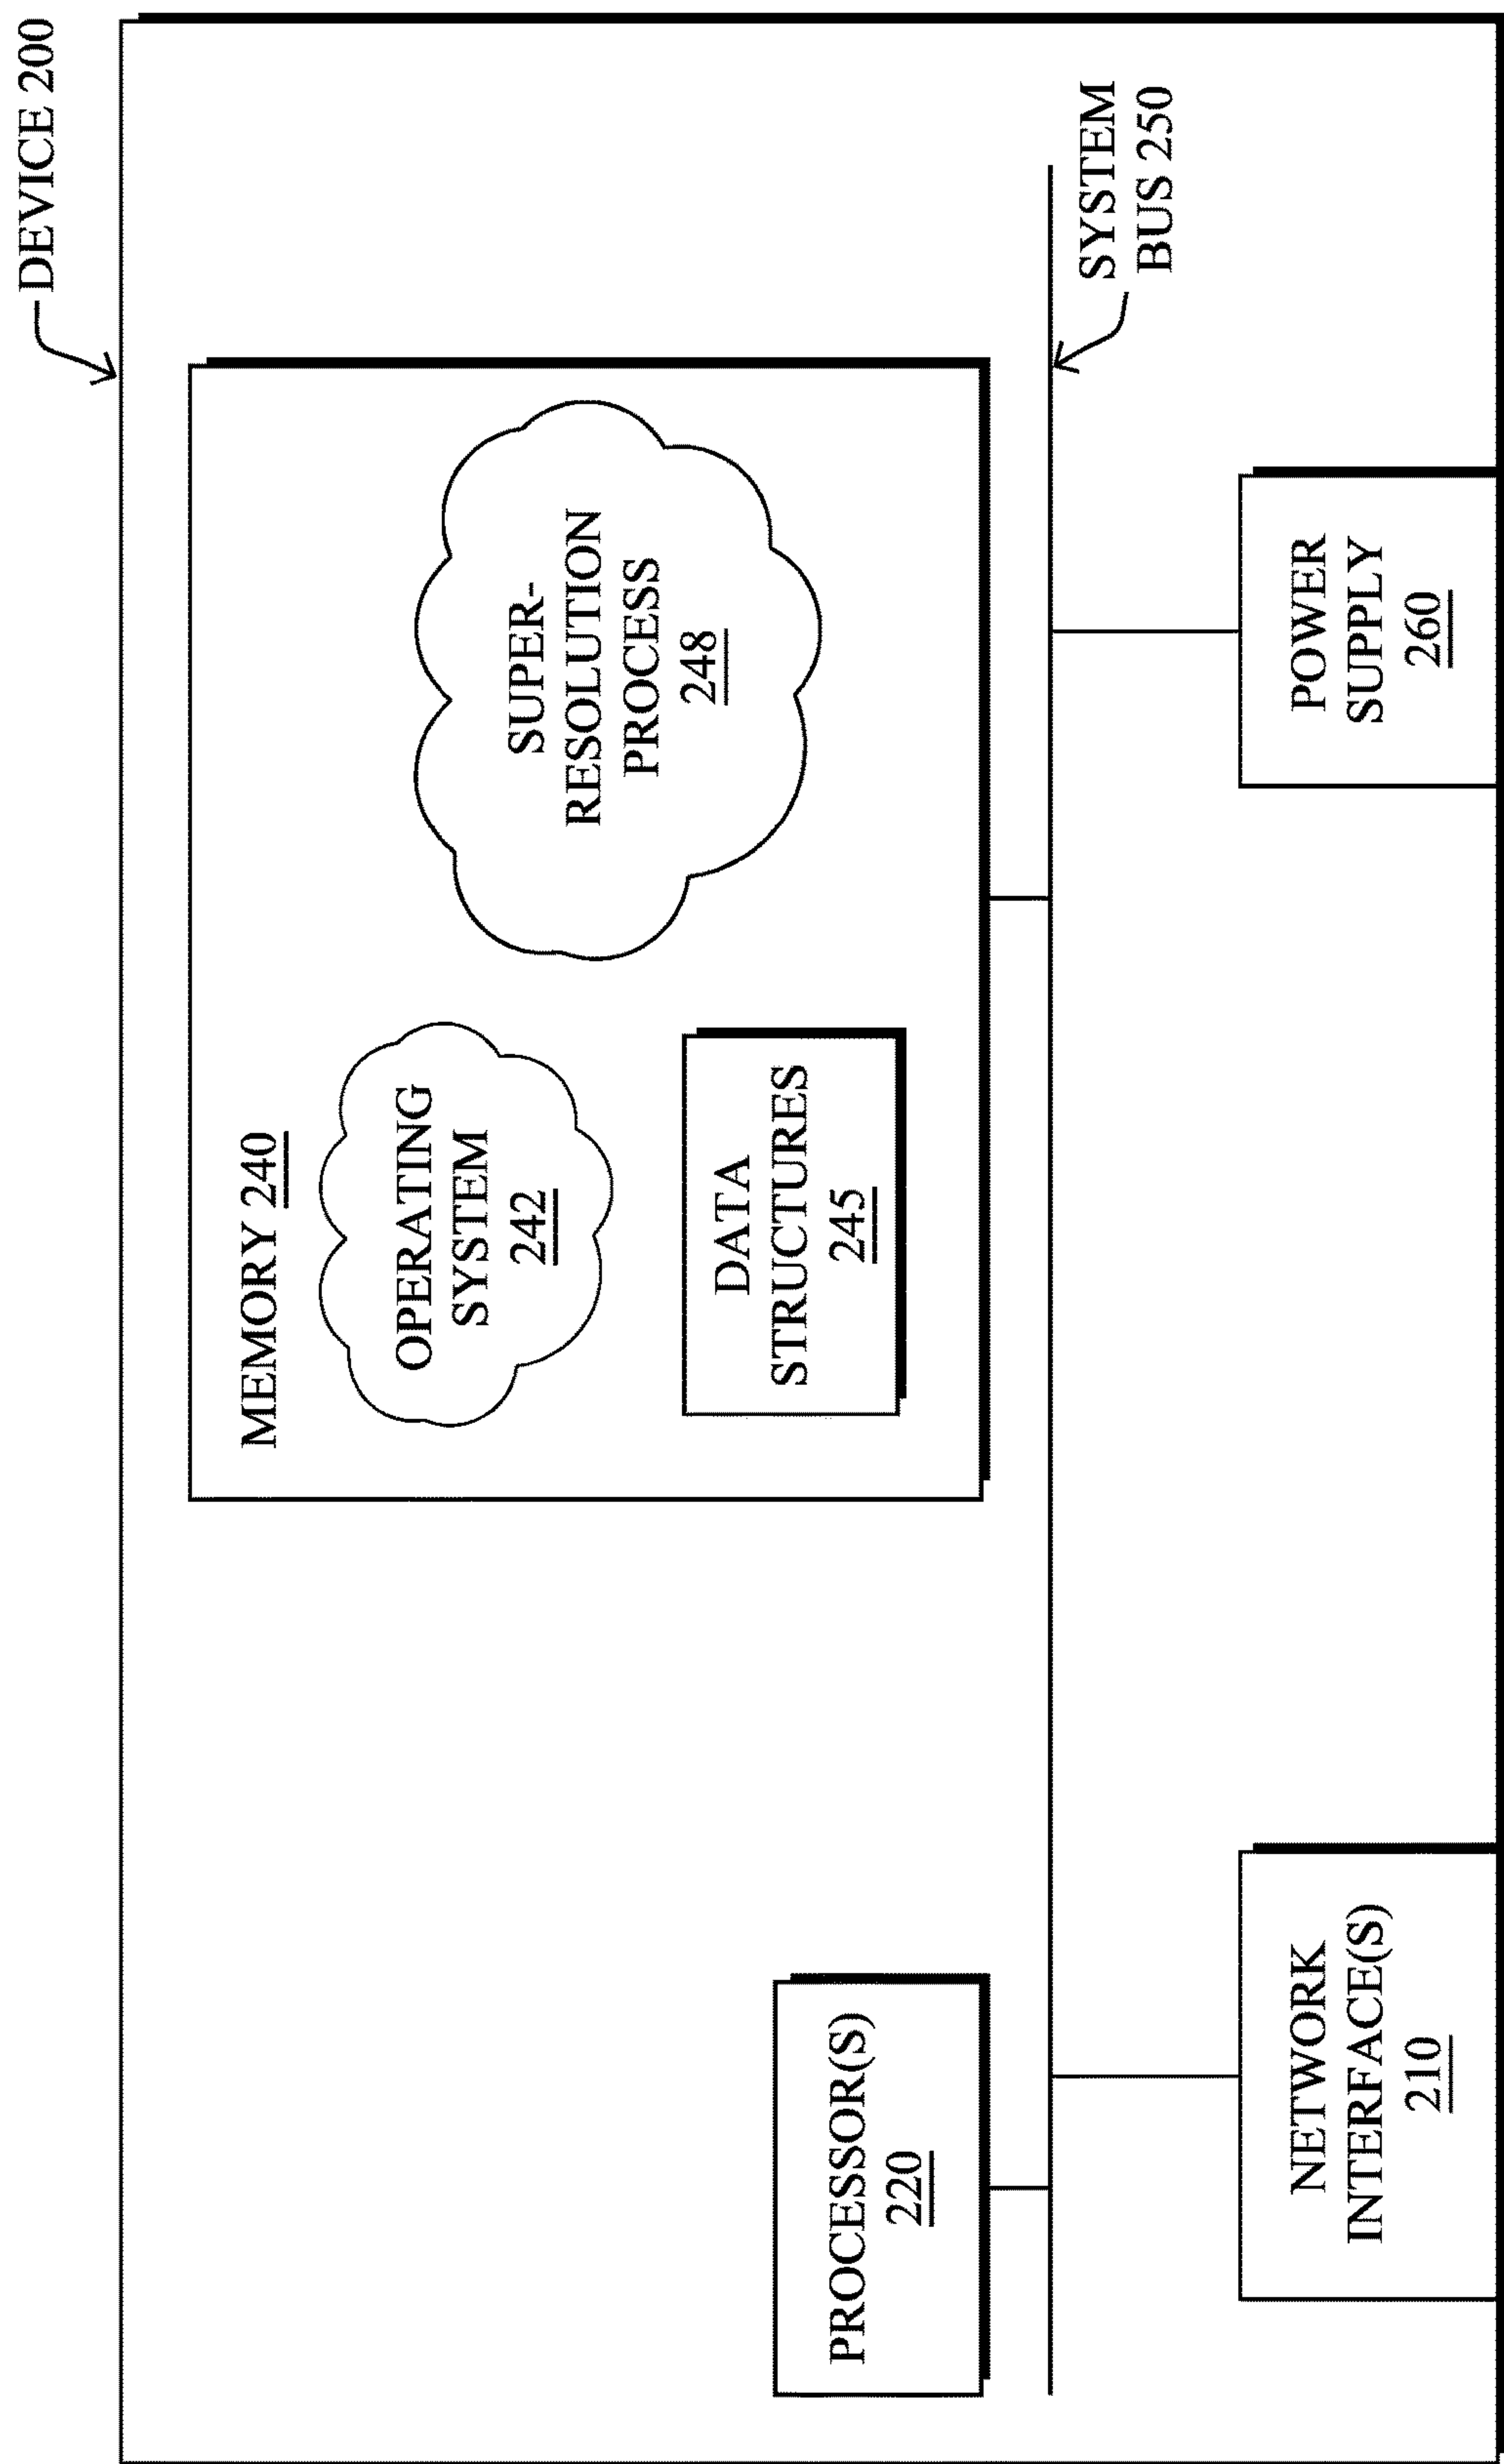 DEVICE 200
MEMORY 240
OPERATING
SYSTEM
242
DATA
STRUCTURES
245
SUPER-
RESOLUTION
PROCESS
248
PROCESSOR(S)
220
SYSTEM
BUS 250
NETWORK
INTERFACE(S)
210
POWER
SUPPLY
260